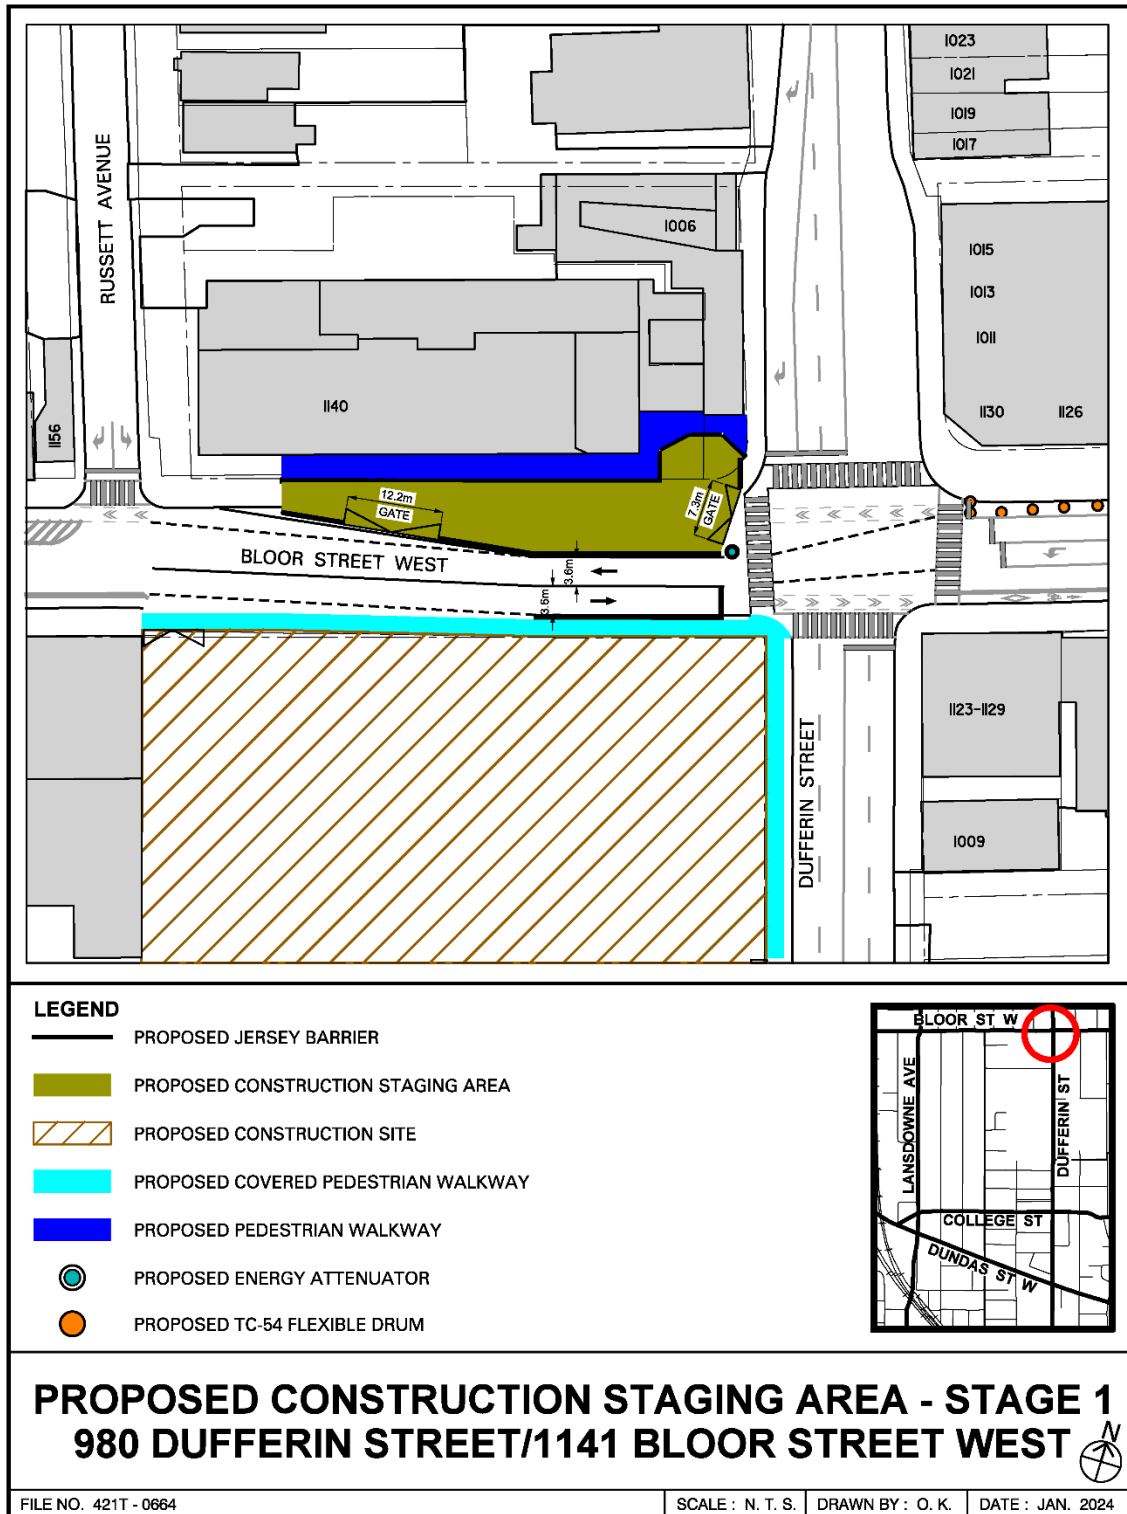 1023
1021
1019
1017
RUSSETT AVENUE
1006
1015
1013
1011
1140
1130
1126
1156
12.2m
GATE
7.3m
GATE
BLOOR STREET WEST
3.6m
3.6m
1123-1129
DUFFERIN STREET
1009
LEGEND
PROPOSED JERSEY BARRIER
PROPOSED CONSTRUCTION STAGING AREA
PROPOSED CONSTRUCTION SITE
PROPOSED COVERED PEDESTRIAN WALKWAY
PROPOSED PEDESTRIAN WALKWAY
PROPOSED ENERGY ATTENUATOR
PROPOSED TC-54 FLEXIBLE DRUM
BLOOR ST W
LANSDOWNE AVE
DUFFERIN ST
COLLEGE ST
DUNDAS ST W
PROPOSED CONSTRUCTION STAGING AREA - STAGE 1
980 DUFFERIN STREET/1141 BLOOR STREET WEST
N
FILE NO. 421T - 0664
SCALE : N. T. S.
DRAWN BY : O. K.
DATE : JAN. 2024